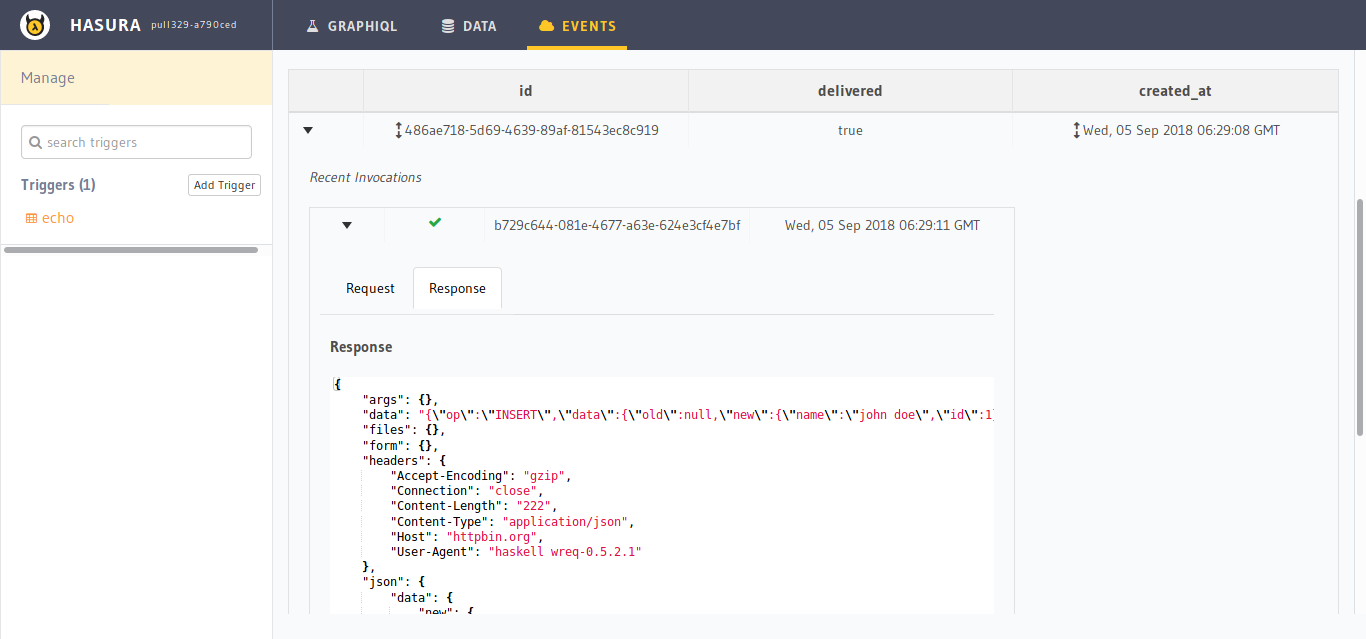 HASURA pull329-a790ced GRAPHIQL DATA EVENTS
Manage
search triggers
Triggers (1) Add Trigger
echo
id delivered created_at
486ae718-5d69-4639-89af-81543ec8c919 true Wed, 05 Sep 2018 06:29:08 GMT
Recent Invocations
b729c644-081e-4677-a63e-624e3cf4e7bf Wed, 05 Sep 2018 06:29:11 GMT
Request Response
Response
{
"args": {},
"data": "{\"op\":\"INSERT\",\"data\":{\"old\":null,\"new\":{\"name\":\"john doe\",\"id\":1}
"files": {},
"form": {},
"headers": {
"Accept-Encoding": "gzip",
"Connection": "close",
"Content-Length": "222",
"Content-Type": "application/json",
"Host": "httpbin.org",
"User-Agent": "haskell wreq-0.5.2.1"
},
"json": {
"data": {
"new": {